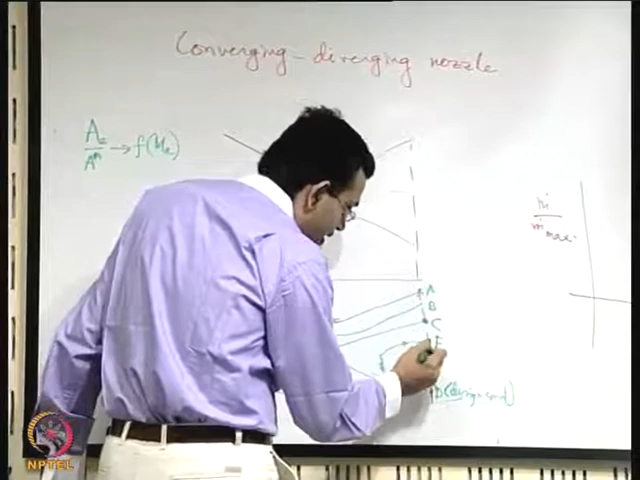 Converging - diverging nozzle
Ae/A* → f(Me)
ṁ/ṁmax
A
B
C
D (design cond)
NPTEL